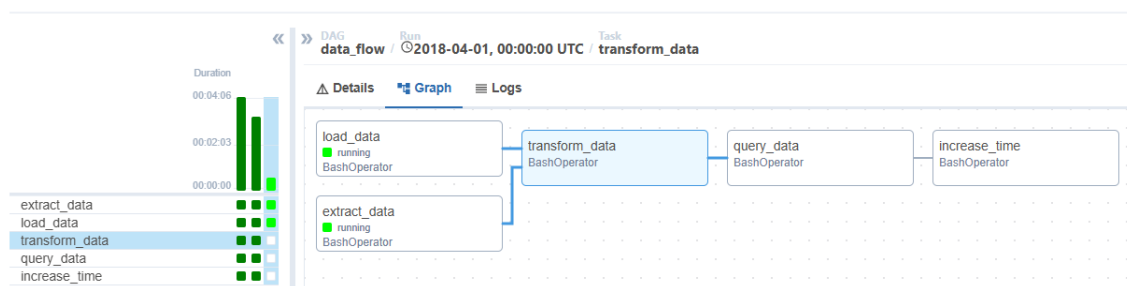 « » DAG Run Task
data_flow / 2018-04-01, 00:00:00 UTC / transform_data
Duration
00:04:06
00:02:03
00:00:00
Details Graph Logs
load_data
running
BashOperator
transform_data
BashOperator
query_data
BashOperator
increase_time
BashOperator
extract_data
running
BashOperator
extract_data
load_data
transform_data
query_data
increase_time